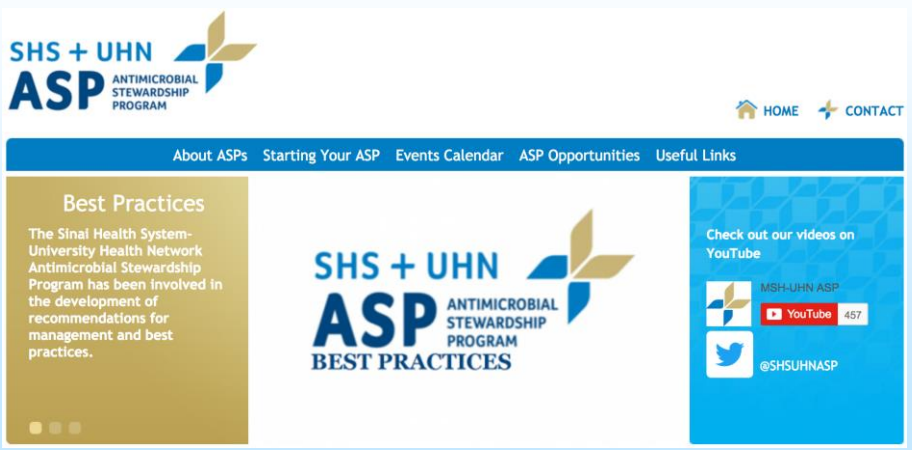 SHS + UHN
ASP ANTIMICROBIAL
STEWARDSHIP
PROGRAM
HOME CONTACT
About ASPs Starting Your ASP Events Calendar ASP Opportunities Useful Links
Best Practices
The Sinai Health System-
University Health Network
Antimicrobial Stewardship
Program has been involved in
the development of
recommendations for
management and best
practices.
SHS + UHN
ASP ANTIMICROBIAL
STEWARDSHIP
PROGRAM
BEST PRACTICES
Check out our videos on
YouTube
MSH-UHN ASP
YouTube 457
@SHSUHNASP